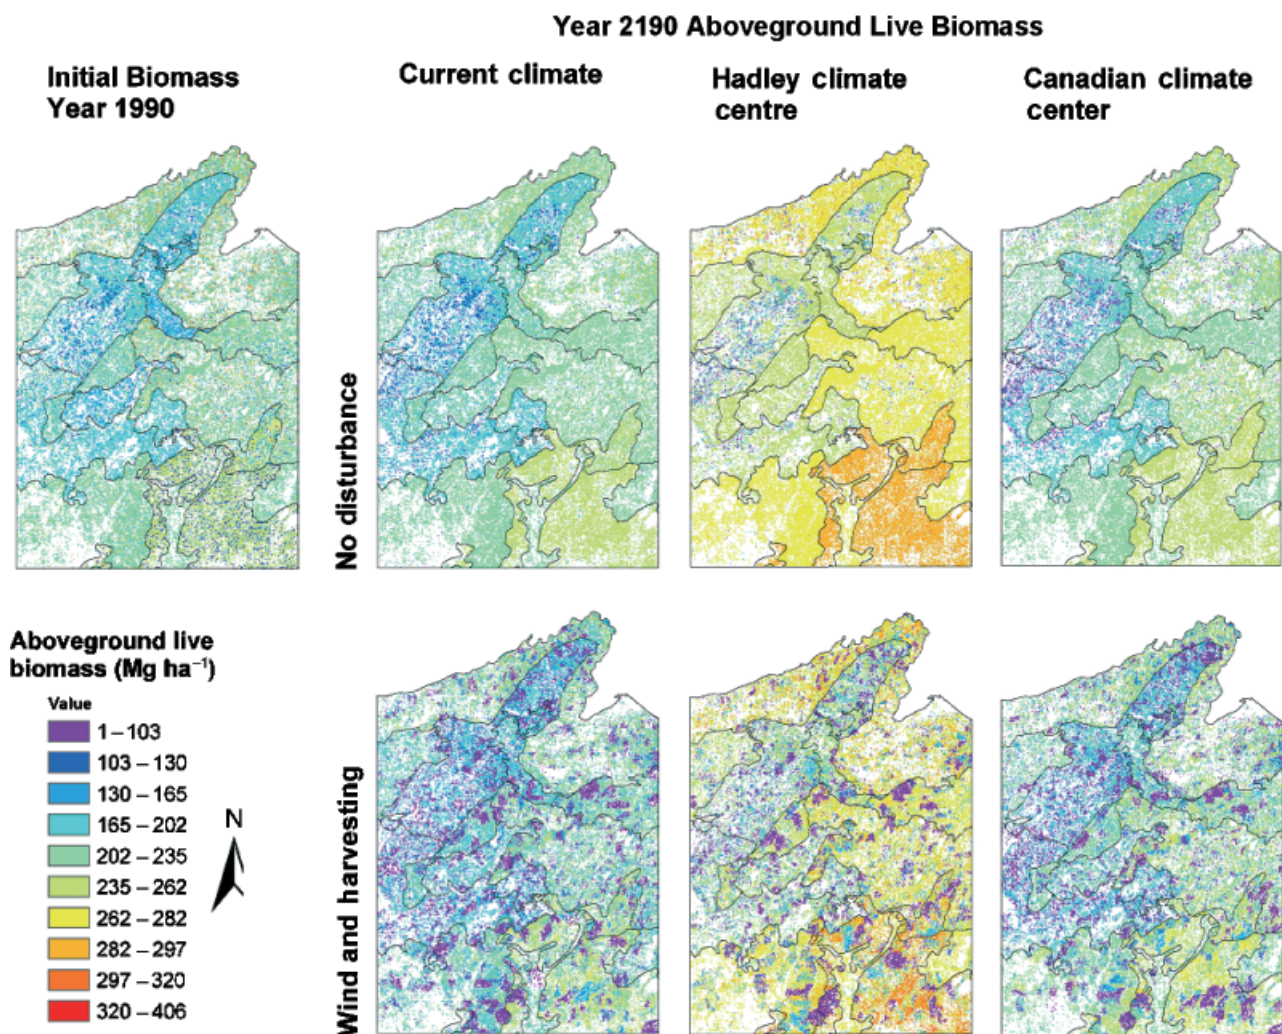 Year 2190 Aboveground Live Biomass
Initial Biomass
Year 1990
Current climate
Hadley climate
centre
Canadian climate
center
No disturbance
Wind and harvesting
Aboveground live
biomass (Mg ha⁻¹)
Value
1–103
103–130
130–165
165–202
202–235
235–262
262–282
282–297
297–320
320–406
N